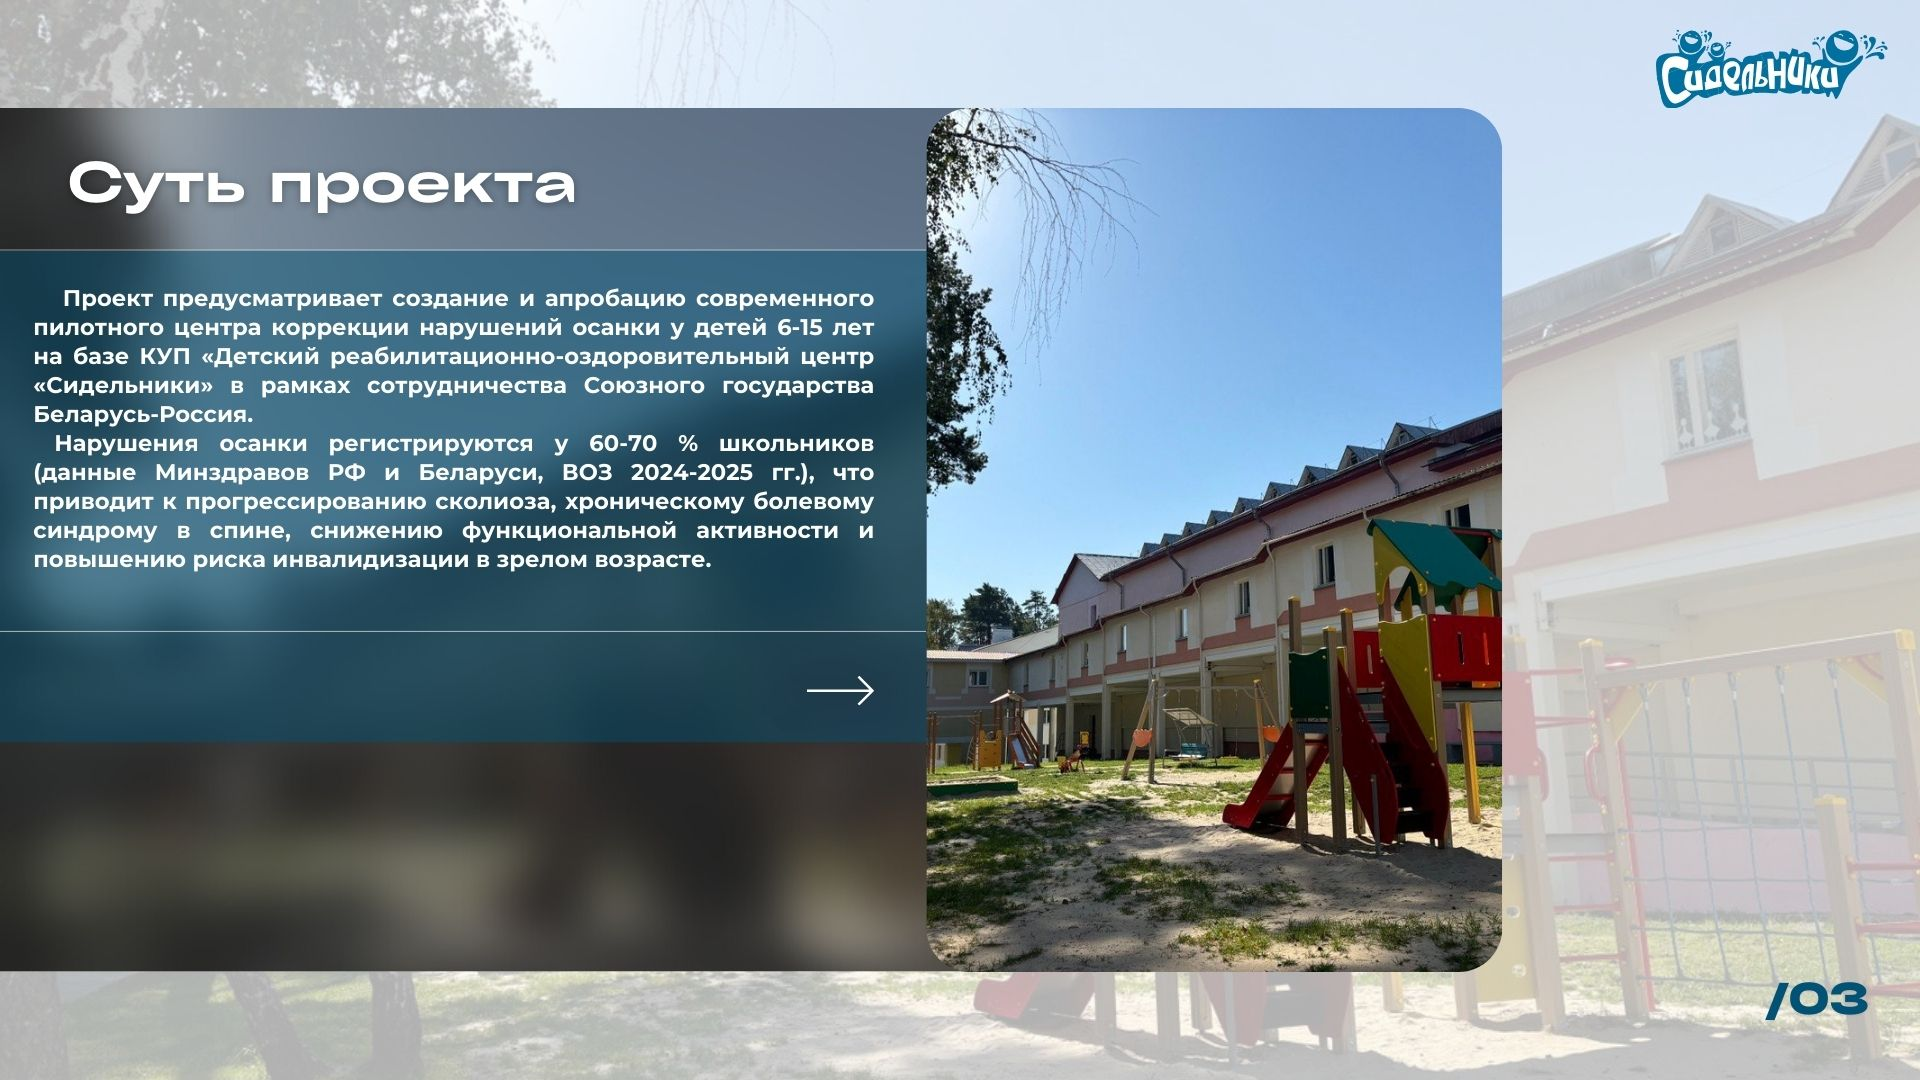 Сидельники
Суть проекта
Проект предусматривает создание и апробацию современного
пилотного центра коррекции нарушений осанки у детей 6-15 лет
на базе КУП «Детский реабилитационно-оздоровительный центр
«Сидельники» в рамках сотрудничества Союзного государства
Беларусь-Россия.
Нарушения осанки регистрируются у 60-70 % школьников
(данные Минздравов РФ и Беларуси, ВОЗ 2024-2025 гг.), что
приводит к прогрессированию сколиоза, хроническому болевому
синдрому в спине, снижению функциональной активности и
повышению риска инвалидизации в зрелом возрасте.
/03